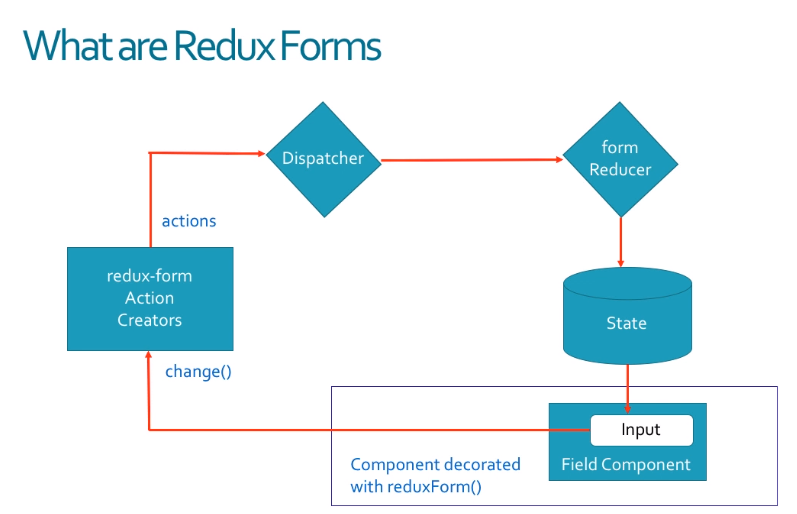 What are Redux Forms
Dispatcher
form
Reducer
actions
redux-form
Action
Creators
State
change()
Input
Field Component
Component decorated
with reduxForm()